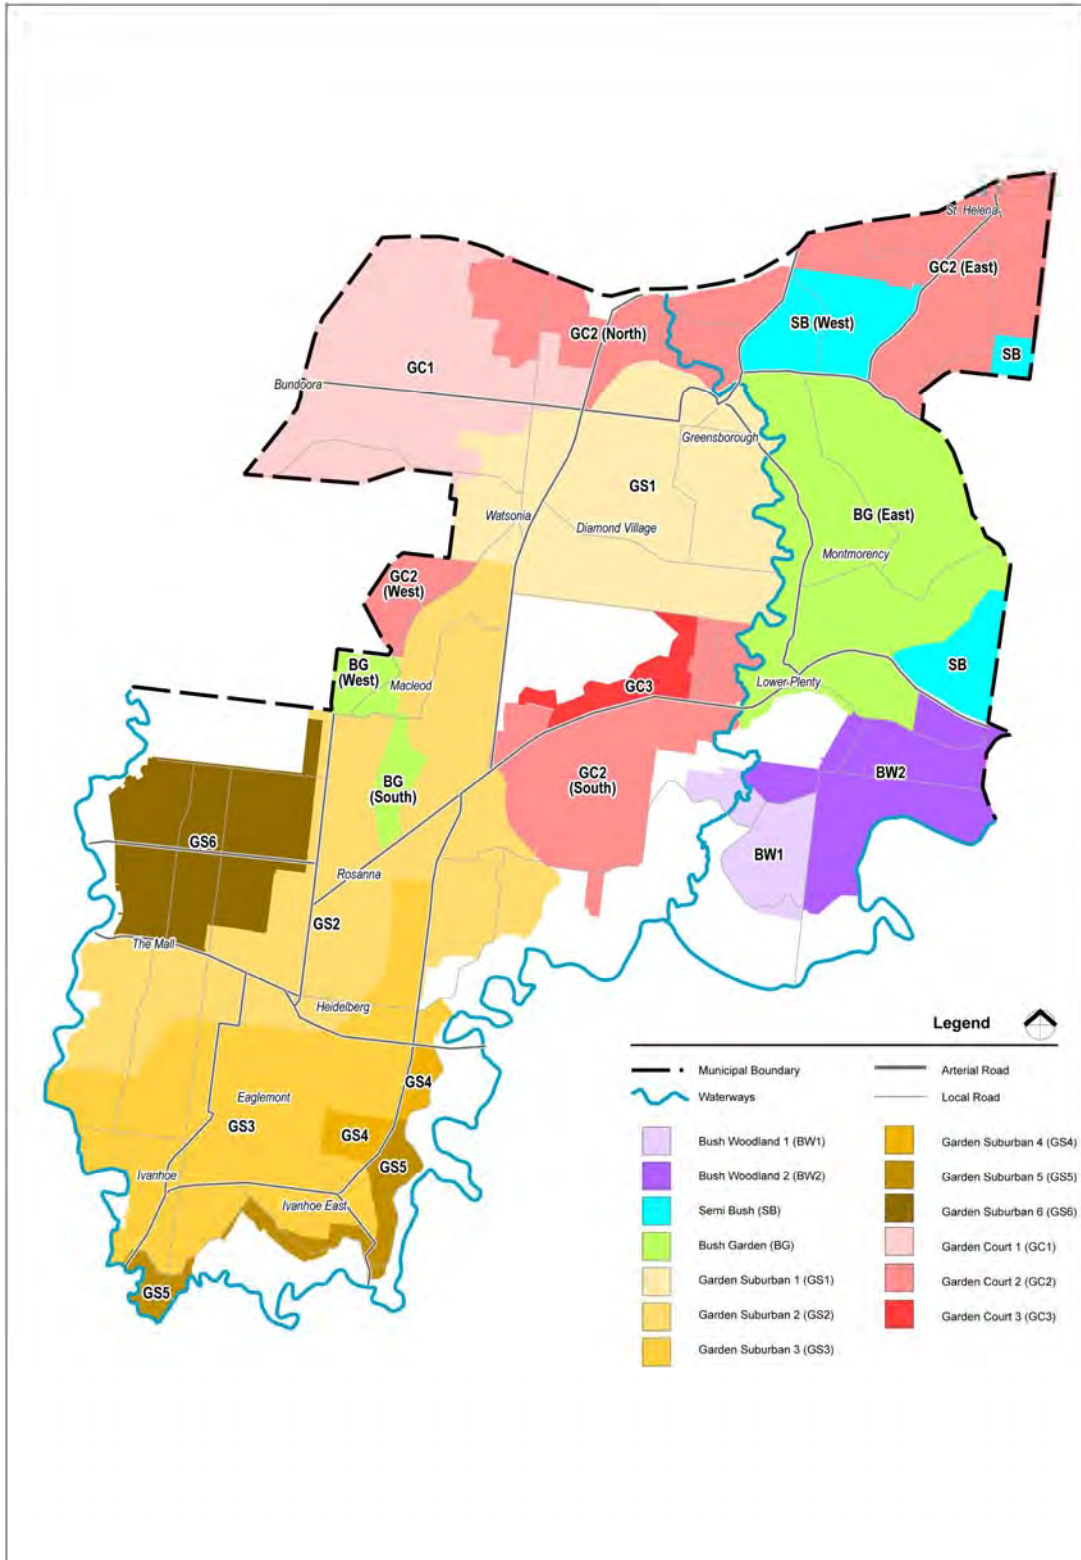 St. Helena
GC2 (East)
SB (West)
GC2 (North)
SB
GC1
Bundoora
Greensborough
GS1
Watsonia
Diamond Village
BG (East)
Montmorency
GC2
(West)
BG
(West)
Macleod
GC3
Lower Plenty
SB
BG
(South)
GC2
(South)
BW2
GS6
BW1
Rosanna
GS2
The Mall
Heidelberg
GS4
Eaglemont
GS3
GS4
GS5
Ivanhoe
Ivanhoe East
GS5
Legend
Municipal Boundary
Waterways
Arterial Road
Local Road
Bush Woodland 1 (BW1)
Bush Woodland 2 (BW2)
Semi Bush (SB)
Bush Garden (BG)
Garden Suburban 1 (GS1)
Garden Suburban 2 (GS2)
Garden Suburban 3 (GS3)
Garden Suburban 4 (GS4)
Garden Suburban 5 (GS5)
Garden Suburban 6 (GS6)
Garden Court 1 (GC1)
Garden Court 2 (GC2)
Garden Court 3 (GC3)